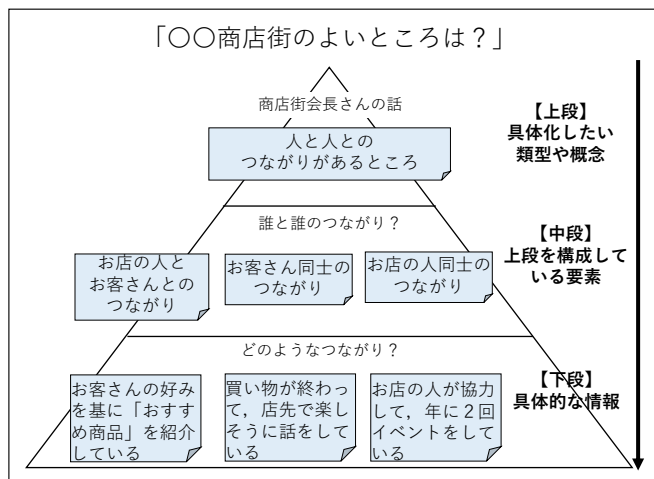 「〇〇商店街のよいところは？」
商店街会長さんの話
人と人との
つながりがあるところ
【上段】
具体化したい
類型や概念
誰と誰のつながり？
お店の人と
お客さんとの
つながり
お客さん同士の
つながり
お店の人同士の
つながり
【中段】
上段を構成して
いる要素
どのようなつながり？
お客さんの好み
を基に「おすす
め商品」を紹介
している
買い物が終わっ
て，店先で楽し
そうに話をして
いる
お店の人が協力
して，年に２回
イベントをして
いる
【下段】
具体的な情報